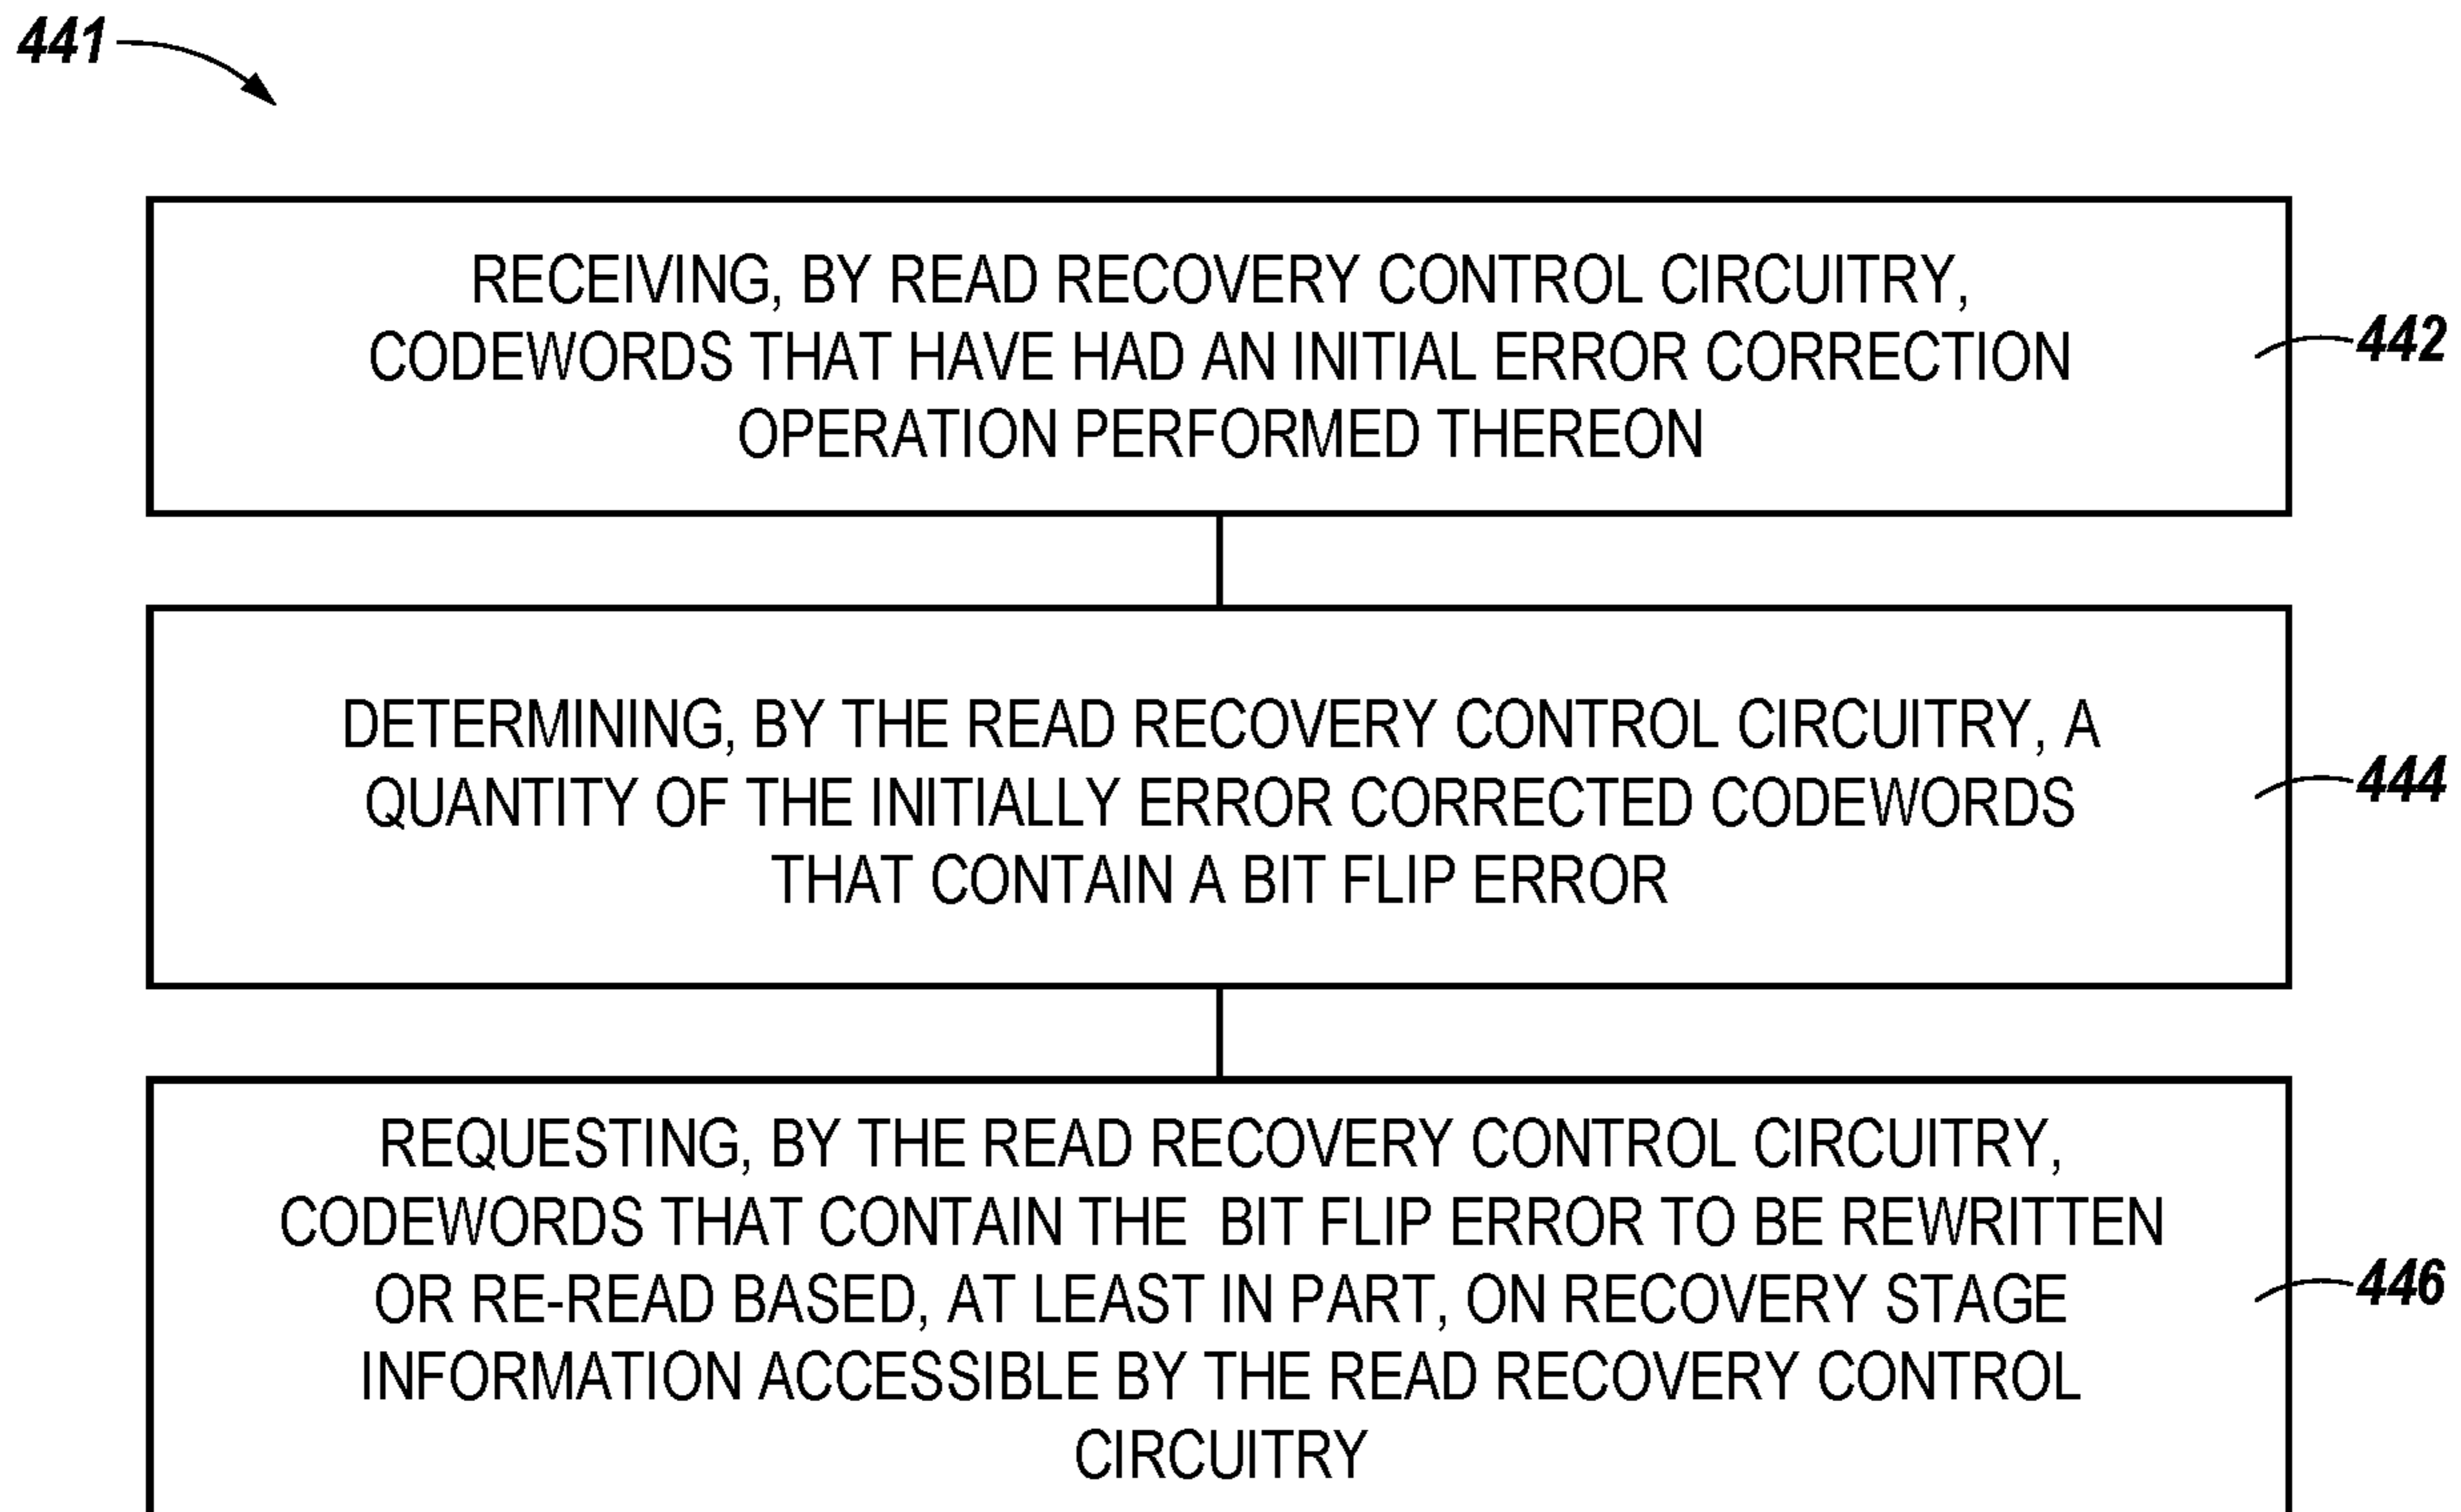 441
RECEIVING, BY READ RECOVERY CONTROL CIRCUITRY,
CODEWORDS THAT HAVE HAD AN INITIAL ERROR CORRECTION
OPERATION PERFORMED THEREON
442
DETERMINING, BY THE READ RECOVERY CONTROL CIRCUITRY, A
QUANTITY OF THE INITIALLY ERROR CORRECTED CODEWORDS
THAT CONTAIN A BIT FLIP ERROR
444
REQUESTING, BY THE READ RECOVERY CONTROL CIRCUITRY,
CODEWORDS THAT CONTAIN THE BIT FLIP ERROR TO BE REWRITTEN
OR RE-READ BASED, AT LEAST IN PART, ON RECOVERY STAGE
INFORMATION ACCESSIBLE BY THE READ RECOVERY CONTROL
CIRCUITRY
446